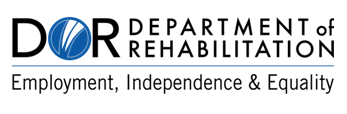 DOR DEPARTMENT of
REHABILITATION
Employment, Independence & Equality